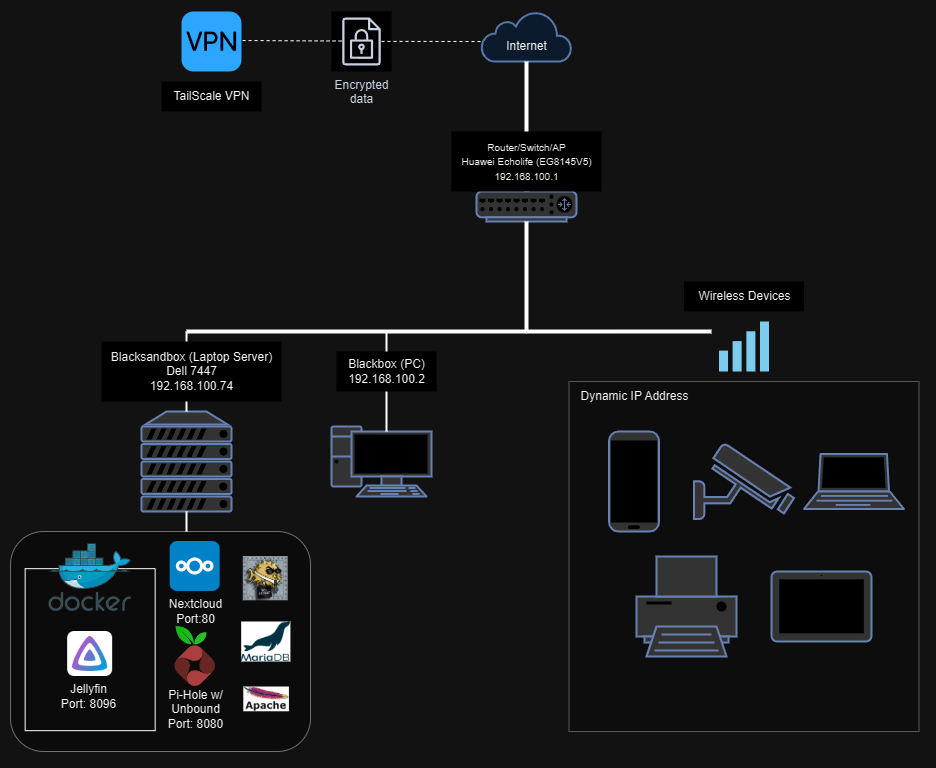 VPN
TailScale VPN
Encrypted
data
Internet
Router/Switch/AP
Huawei Echolife (EG8145V5)
192.168.100.1
Wireless Devices
Blacksandbox (Laptop Server)
Dell 7447
192.168.100.74
Blackbox (PC)
192.168.100.2
Dynamic IP Address
docker
Jellyfin
Port: 8096
Nextcloud
Port:80
Pi-Hole w/
Unbound
Port: 8080
MariaDB
Apache